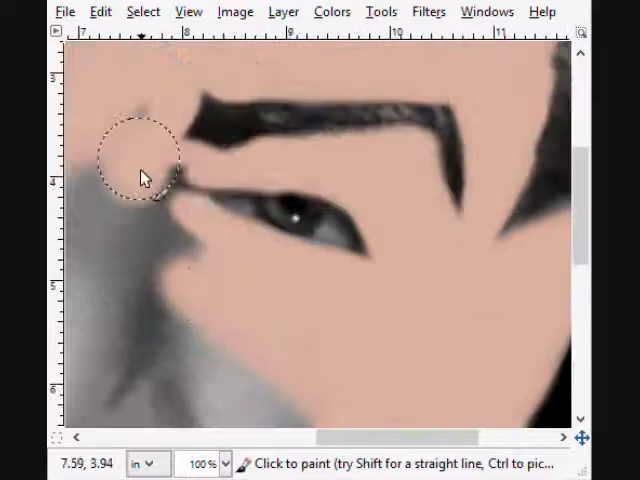 File Edit Select View Image Layer Colors Tools Filters Windows Help
7 8 9 10 11
3
4
5
6
7.59, 3.94 in 100% Click to paint (try Shift for a straight line, Ctrl to pic...